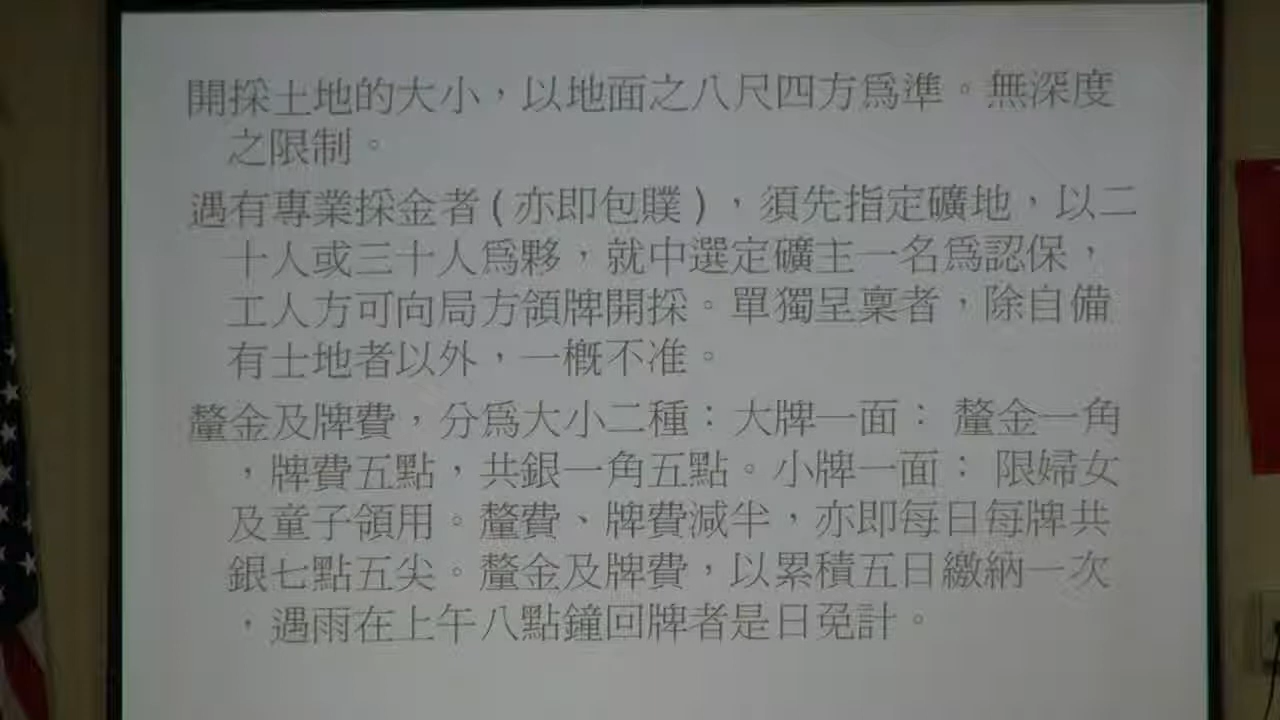 開採土地的大小，以地面之八尺四方爲準。無深度
之限制。
遇有專業採金者(亦即包贌)，須先指定礦地，以二
十人或三十人爲夥，就中選定礦主一名爲認保，
工人方可向局方領牌開採。單獨呈稟者，除自備
有土地者以外，一概不准。
釐金及牌費，分爲大小二種：大牌一面： 釐金一角
，牌費五點，共銀一角五點。小牌一面： 限婦女
及童子領用。釐費、牌費減半，亦即每日每牌共
銀七點五尖。釐金及牌費，以累積五日繳納一次
，遇雨在上午八點鐘回牌者是日免計。